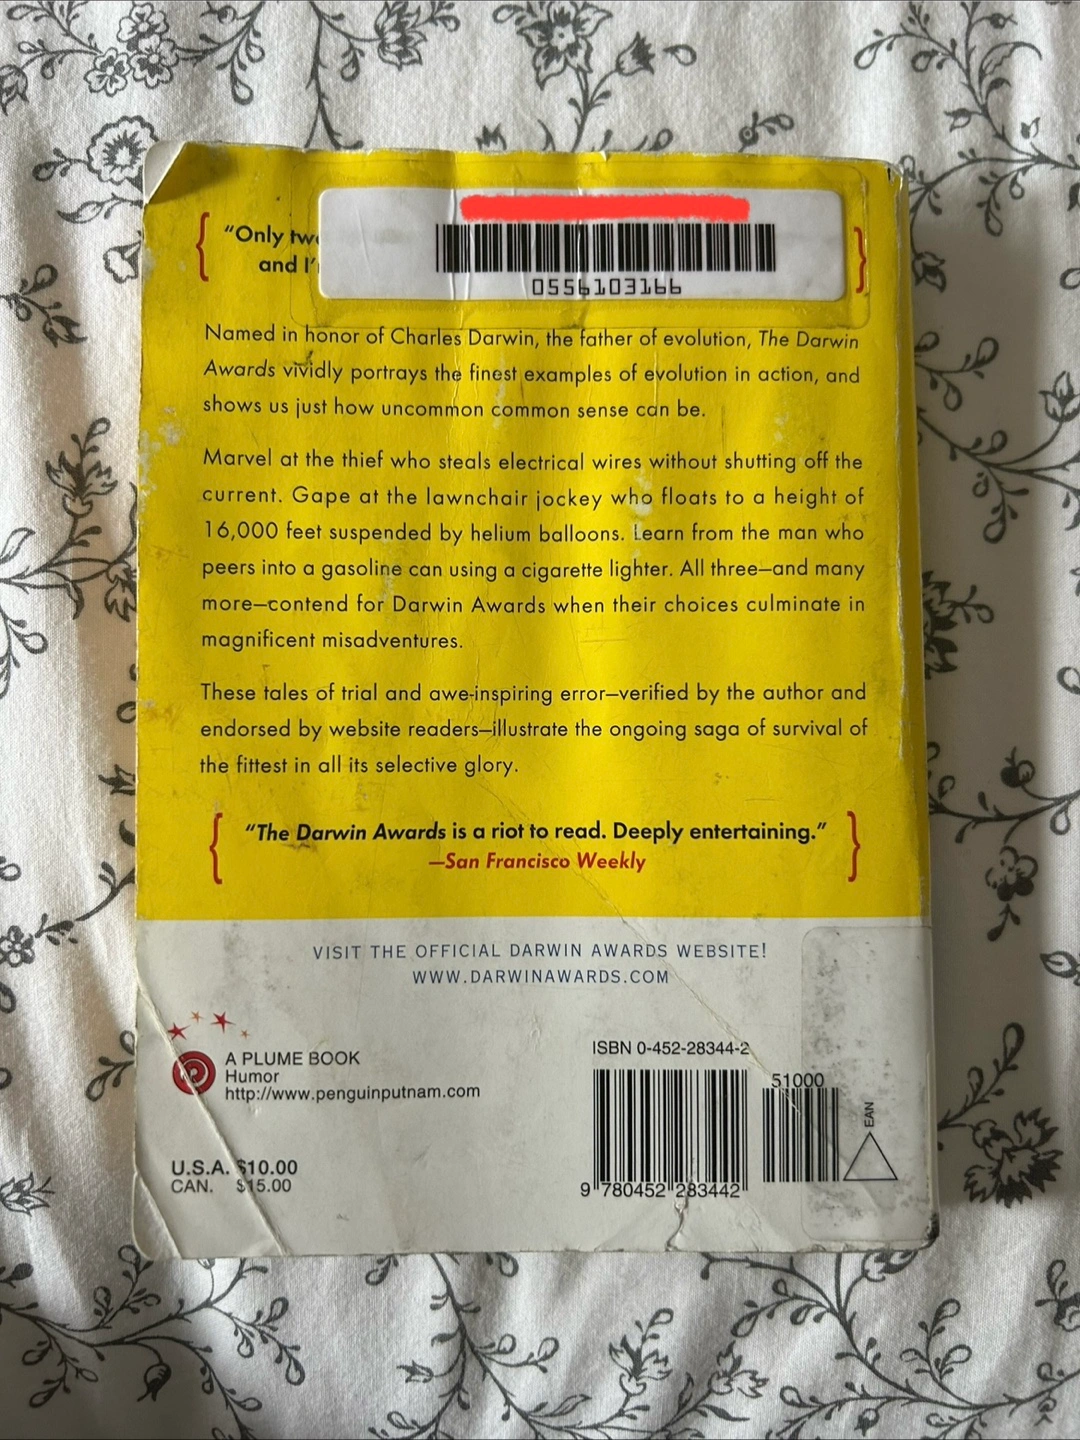 "Only
and I'
0556103166
Named in honor of Charles Darwin, the father of evolution, The Darwin
Awards vividly portrays the finest examples of evolution in action, and
shows us just how uncommon common sense can be.
Marvel at the thief who steals electrical wires without shutting off the
current. Gape at the lawnchair jockey who floats to a height of
16,000 feet suspended by helium balloons. Learn from the man who
peers into a gasoline can using a cigarette lighter. All three—and many
more—contend for Darwin Awards when their choices culminate in
magnificent misadventures.
These tales of trial and awe-inspiring error—verified by the author and
endorsed by website readers—illustrate the ongoing saga of survival of
the fittest in all its selective glory.
"The Darwin Awards is a riot to read. Deeply entertaining."
—San Francisco Weekly
VISIT THE OFFICIAL DARWIN AWARDS WEBSITE!
WWW.DARWINAWARDS.COM
A PLUME BOOK
Humor
http://www.penguinputnam.com
U.S.A. $10.00
CAN. $15.00
ISBN 0-452-28344-2
51000
EAN
9 780452 283442